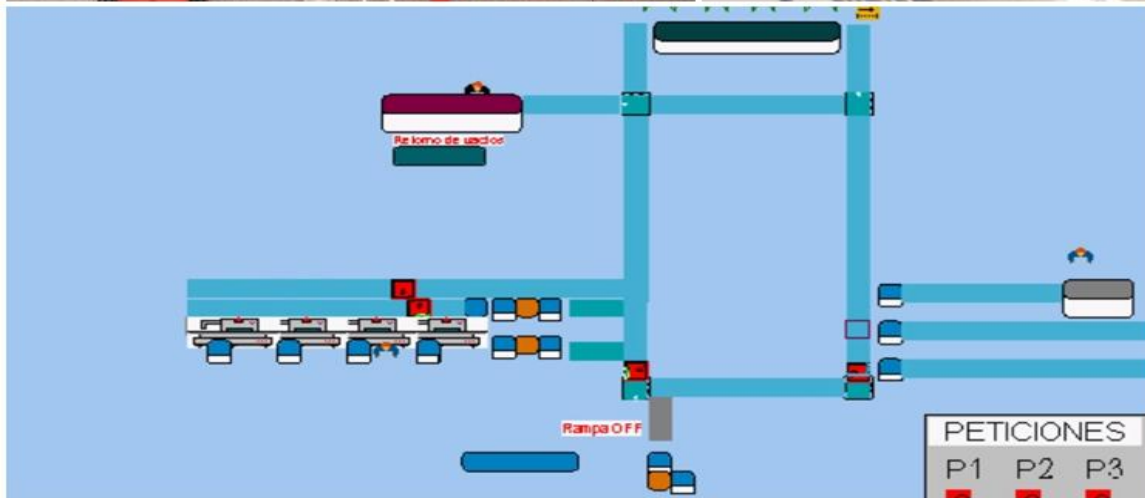 Retorno de vacios
Rampa OFF
PETICIONES
P1 P2 P3